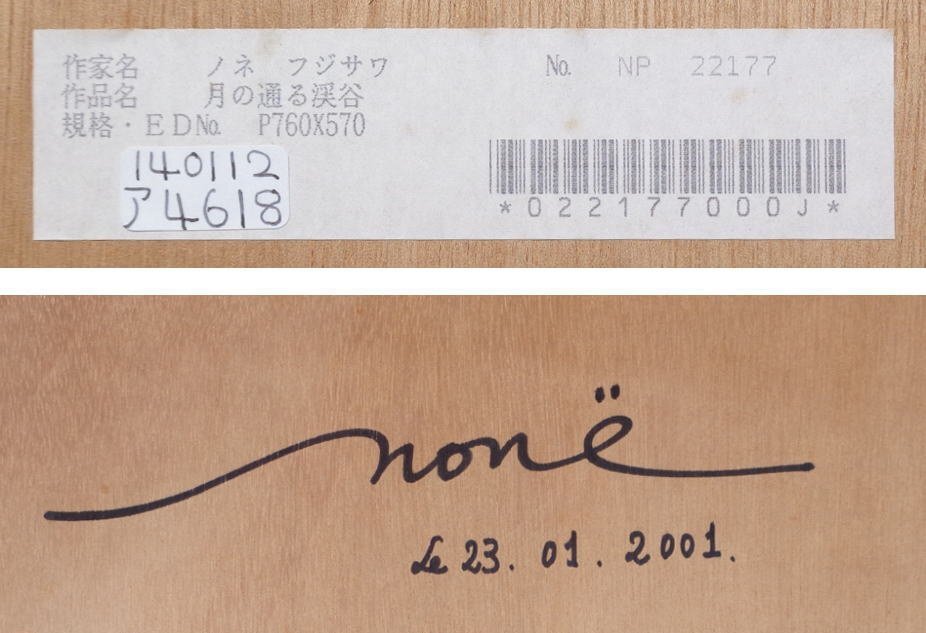 作家名 ノネ フジサワ
作品名 月の通る渓谷
規格・ＥＤ№ P760X570
№ NP 22177
140112
ア4618
*022177000J*
nonë
Le 23. 01. 2001.